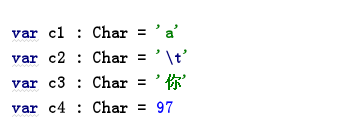 var c1 : Char = 'a'
var c2 : Char = '\t'
var c3 : Char = '你'
var c4 : Char = 97